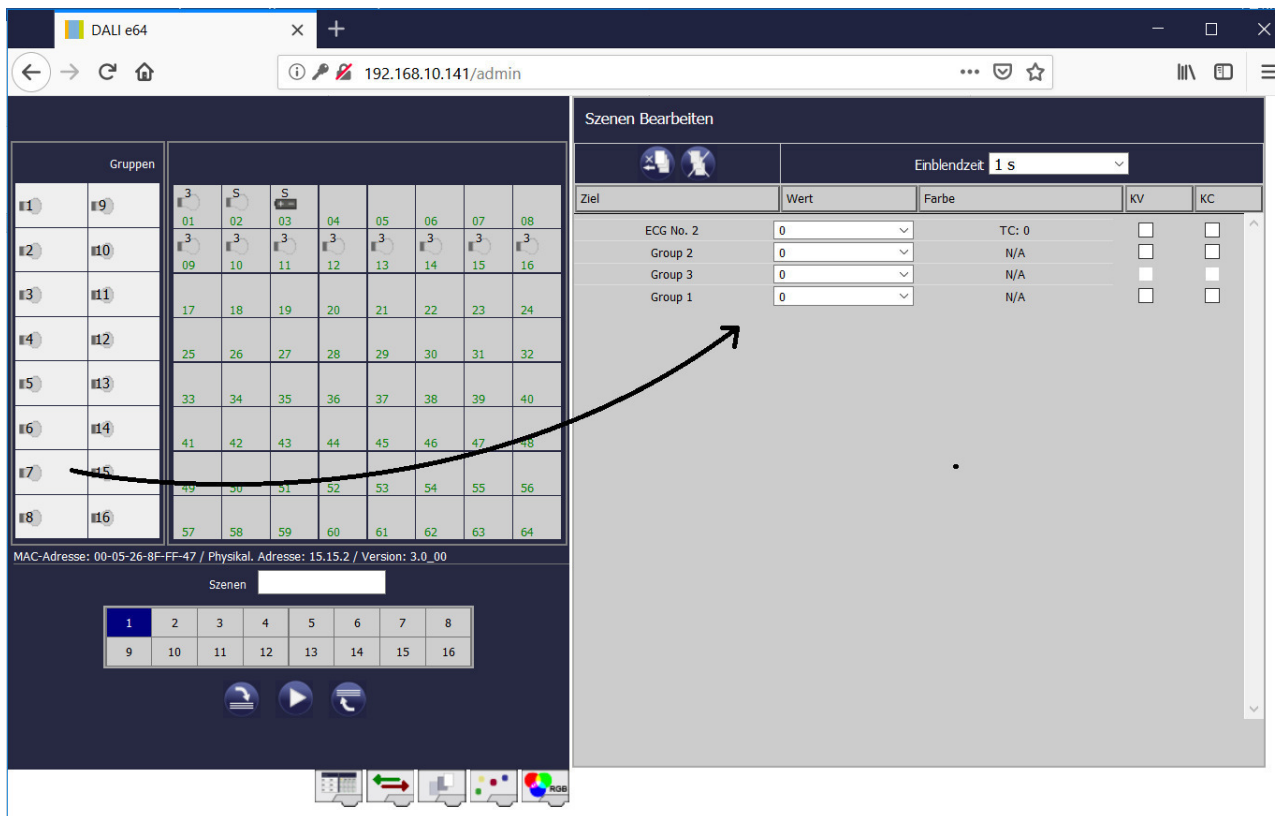 DALI e64
192.168.10.141/admin
Szenen Bearbeiten
Gruppen
Einblendzeit 1 s
Ziel Wert Farbe KV KC
1 9
2 10
3 11
4 12
5 13
6 14
7 15
8 16
3 S S
01 02 03 04 05 06 07 08
3 3 3 3 3 3 3 3
09 10 11 12 13 14 15 16
17 18 19 20 21 22 23 24
25 26 27 28 29 30 31 32
33 34 35 36 37 38 39 40
41 42 43 44 45 46 47 48
49 50 51 52 53 54 55 56
57 58 59 60 61 62 63 64
ECG No. 2 0 TC: 0
Group 2 0 N/A
Group 3 0 N/A
Group 1 0 N/A
MAC-Adresse: 00-05-26-8F-FF-47 / Physikal. Adresse: 15.15.2 / Version: 3.0_00
Szenen
1 2 3 4 5 6 7 8
9 10 11 12 13 14 15 16
RGB